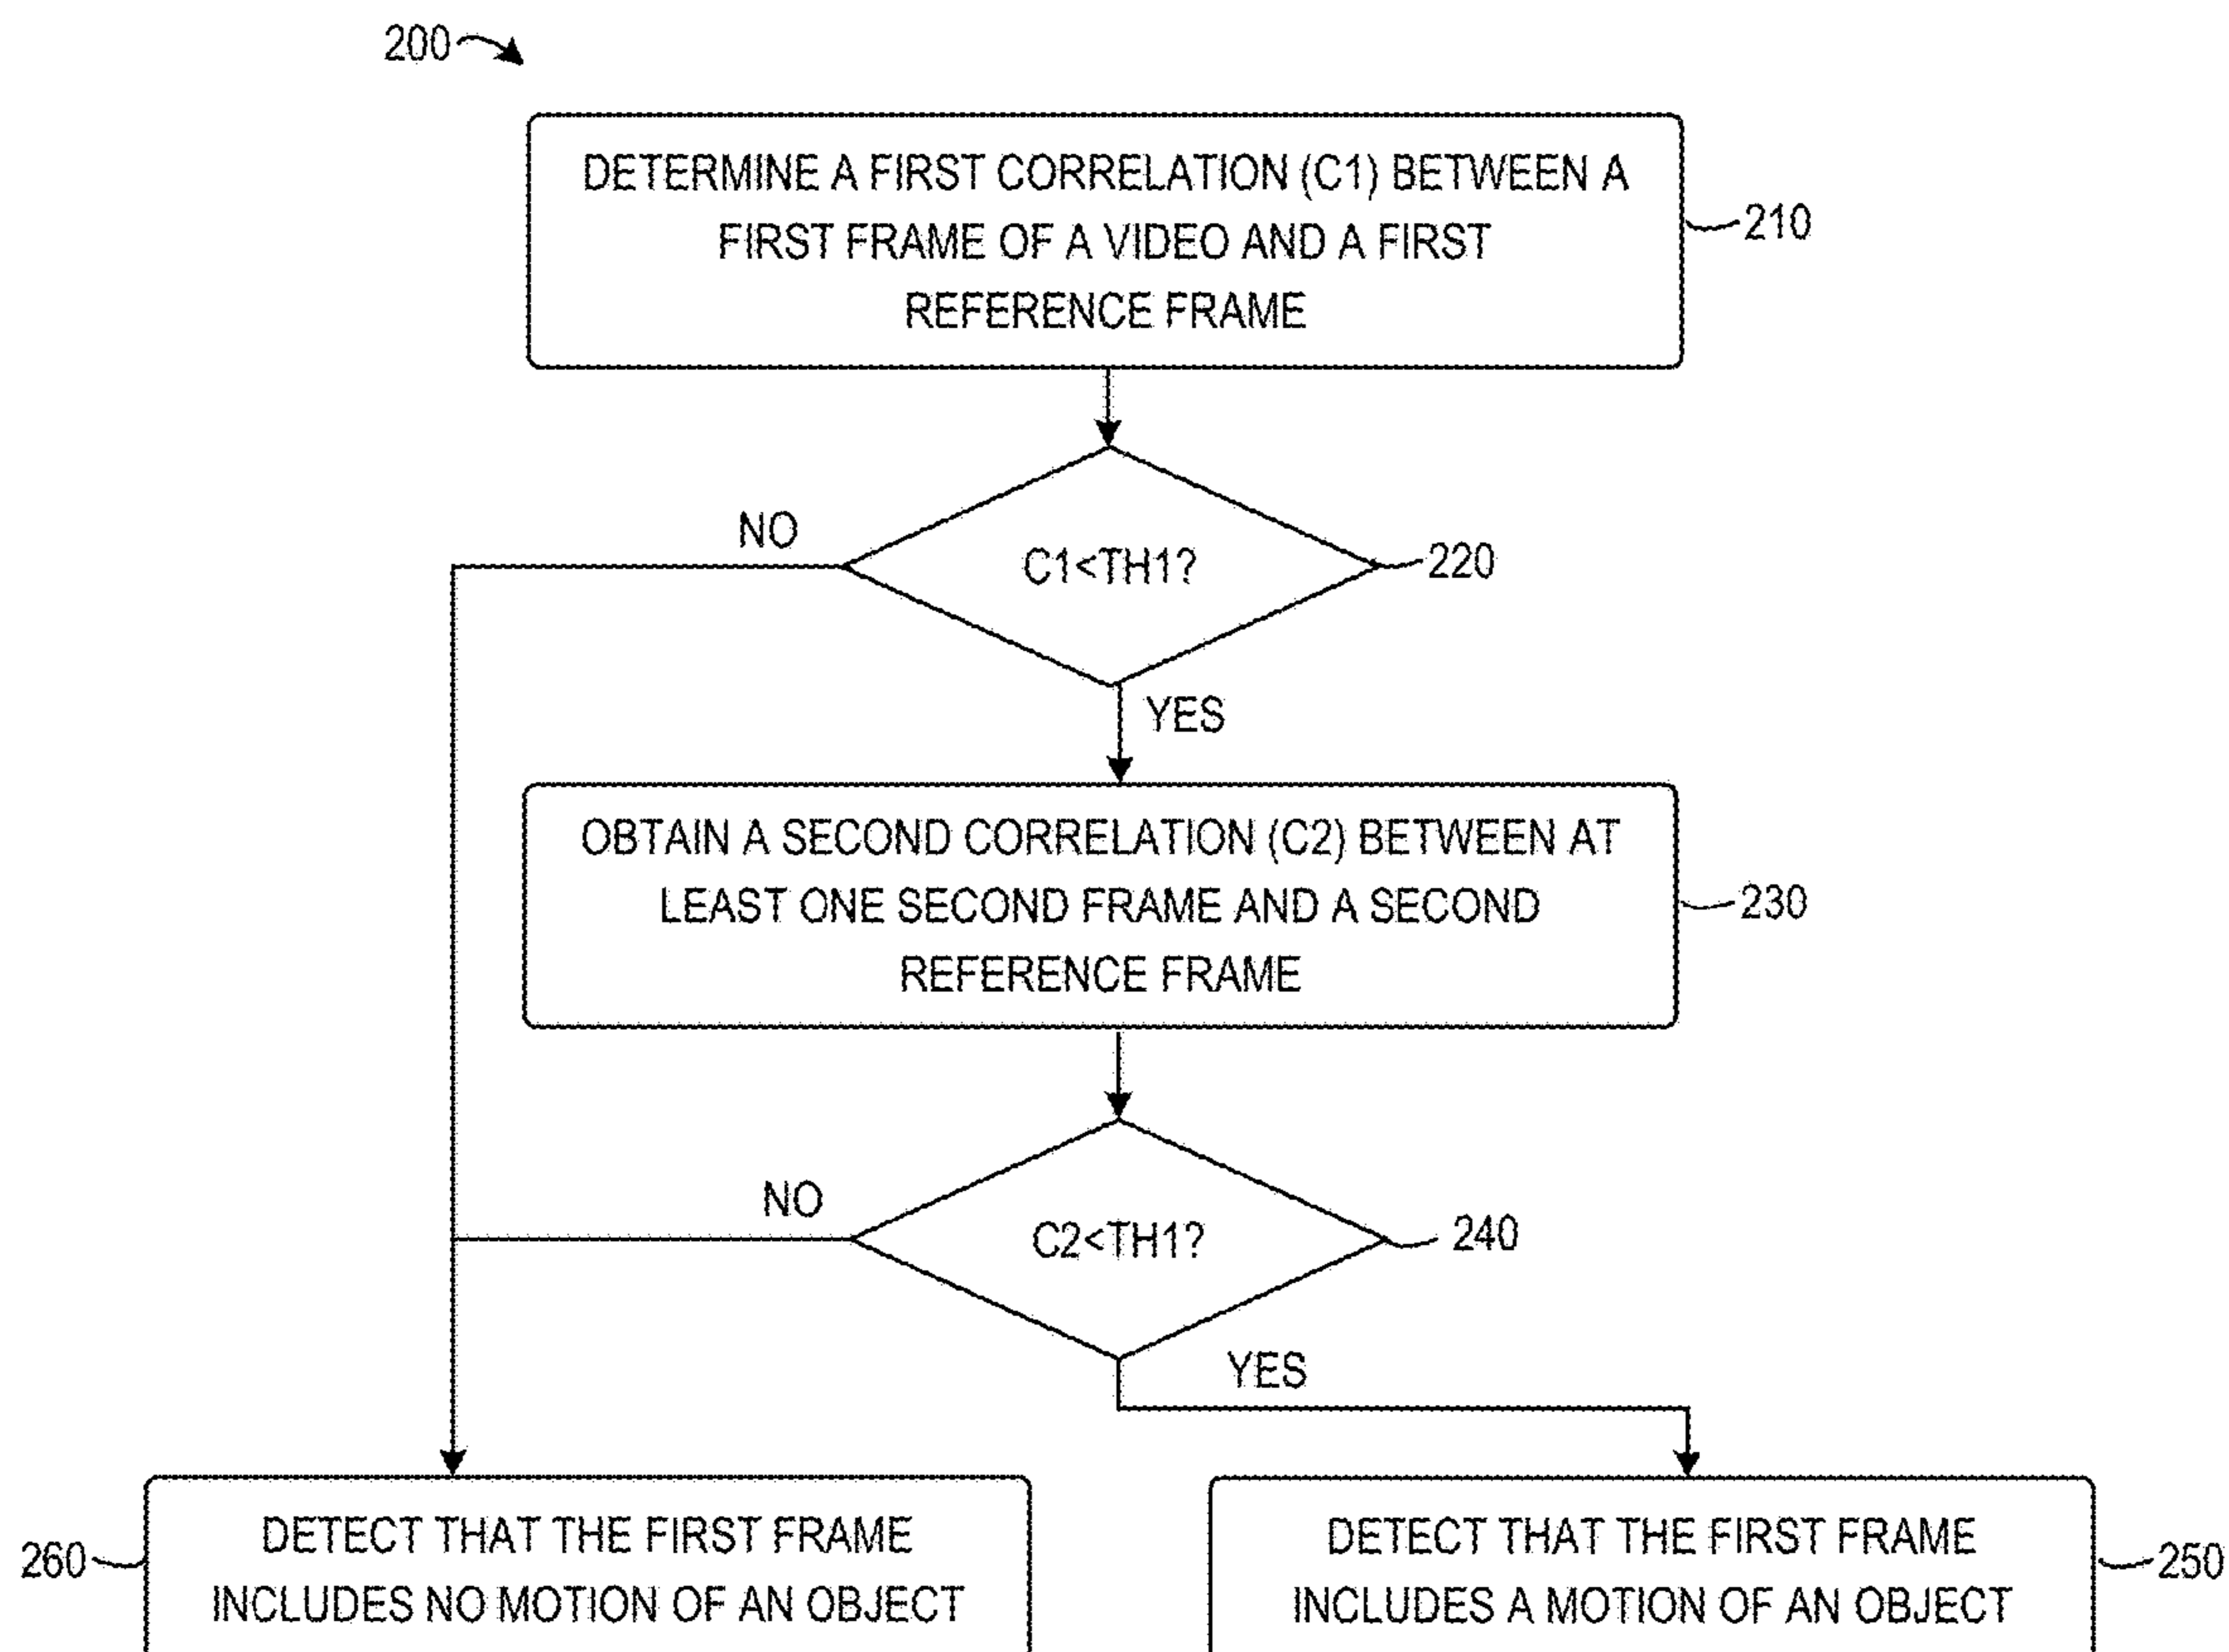 200
DETERMINE A FIRST CORRELATION (C1) BETWEEN A
FIRST FRAME OF A VIDEO AND A FIRST
REFERENCE FRAME
210
NO
C1<TH1?
220
YES
OBTAIN A SECOND CORRELATION (C2) BETWEEN AT
LEAST ONE SECOND FRAME AND A SECOND
REFERENCE FRAME
230
NO
C2<TH1?
240
YES
260
DETECT THAT THE FIRST FRAME
INCLUDES NO MOTION OF AN OBJECT
DETECT THAT THE FIRST FRAME
INCLUDES A MOTION OF AN OBJECT
250